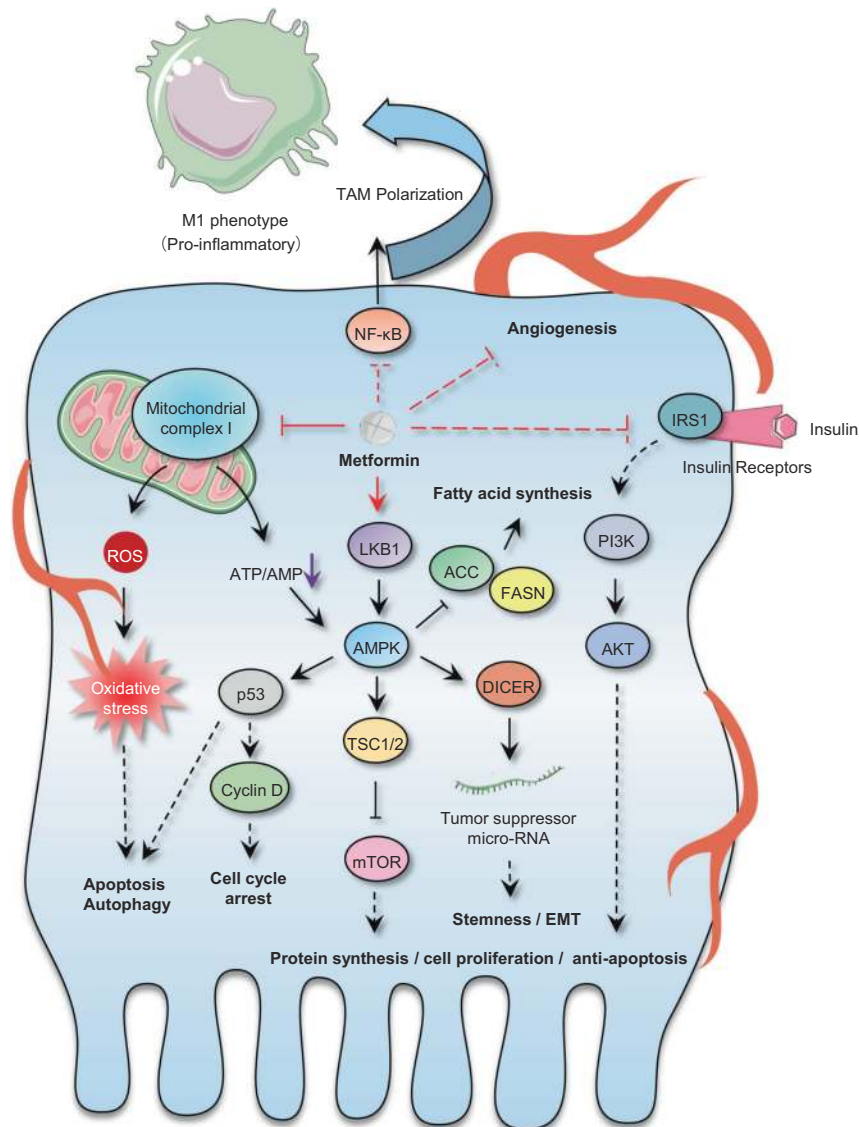 TAM Polarization
M1 phenotype
(Pro-inflammatory)
NF-κB
Angiogenesis
Mitochondrial
complex I
IRS1
Insulin
Metformin
Insulin Receptors
Fatty acid synthesis
ROS
LKB1
PI3K
ATP/AMP
ACC
FASN
AMPK
AKT
Oxidative
stress
p53
DICER
TSC1/2
Cyclin D
Tumor suppressor
micro-RNA
mTOR
Apoptosis
Autophagy
Cell cycle
arrest
Stemness / EMT
Protein synthesis / cell proliferation / anti-apoptosis